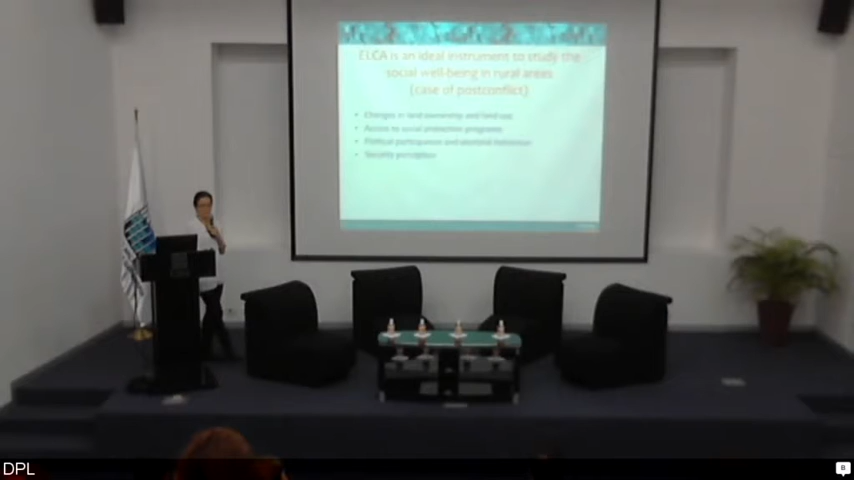 ELCA is an ideal instrument to study the
social well-being in rural areas
(case of postconflict)
• Changes in land ownership and land use
• Access to social protection programs
• Political participation and electoral behaviour
• Security perception
DPL